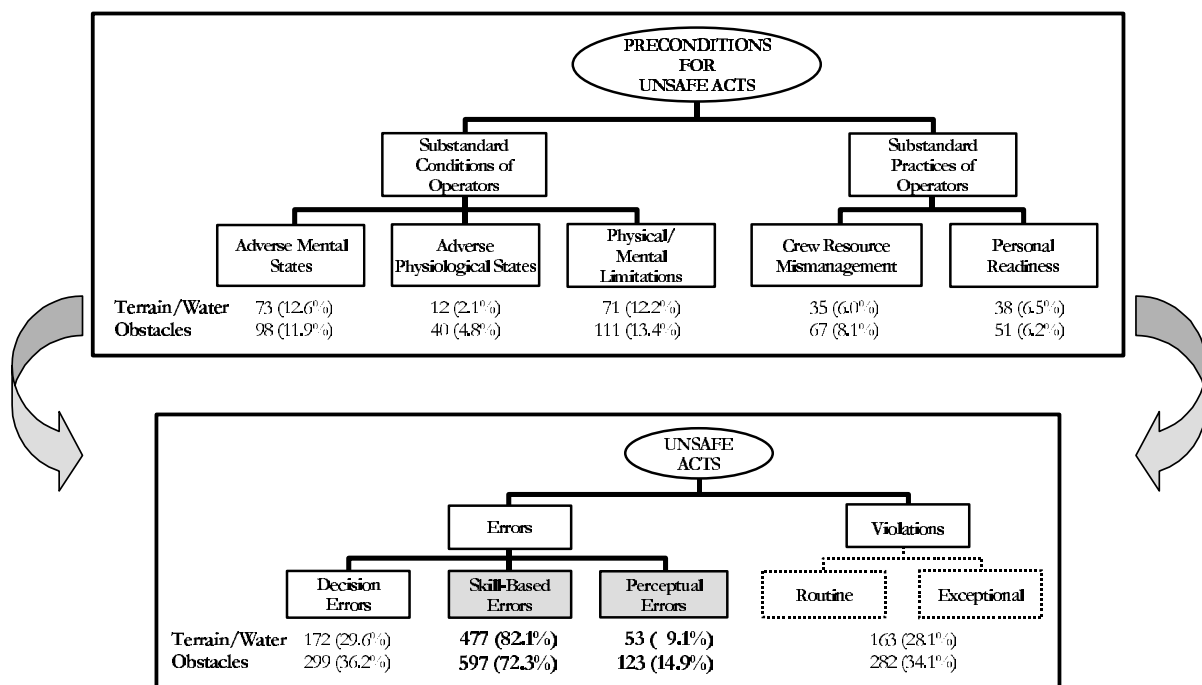 PRECONDITIONS
FOR
UNSAFE ACTS
Substandard
Conditions of
Operators
Substandard
Practices of
Operators
Adverse Mental
States
Adverse
Physiological States
Physical/
Mental
Limitations
Crew Resource
Mismanagement
Personal
Readiness
Terrain/Water 73 (12.6%) 12 (2.1%) 71 (12.2%) 35 (6.0%) 38 (6.5%)
Obstacles 98 (11.9%) 40 (4.8%) 111 (13.4%) 67 (8.1%) 51 (6.2%)
UNSAFE
ACTS
Errors
Violations
Decision
Errors
Skill-Based
Errors
Perceptual
Errors
Routine
Exceptional
Terrain/Water 172 (29.6%) 477 (82.1%) 53 ( 9.1%) 163 (28.1%)
Obstacles 299 (36.2%) 597 (72.3%) 123 (14.9%) 282 (34.1%)